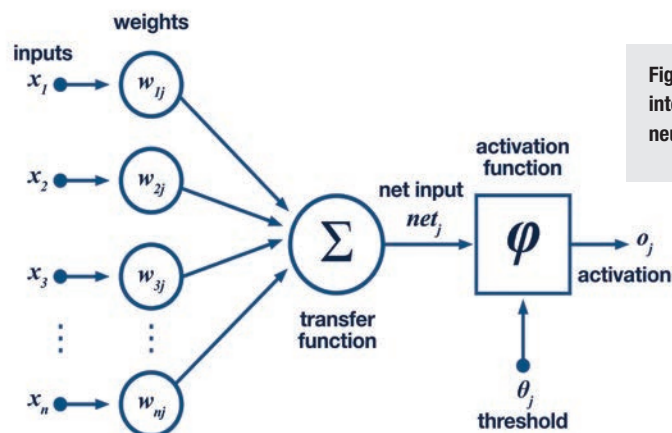 weights
inputs
x₁
w₁ⱼ
x₂
w₂ⱼ
x₃
w₃ⱼ
xₙ
wₙⱼ
Σ
transfer
function
net input
netⱼ
activation
function
φ
oⱼ
activation
θⱼ
threshold
Fig
int
neu